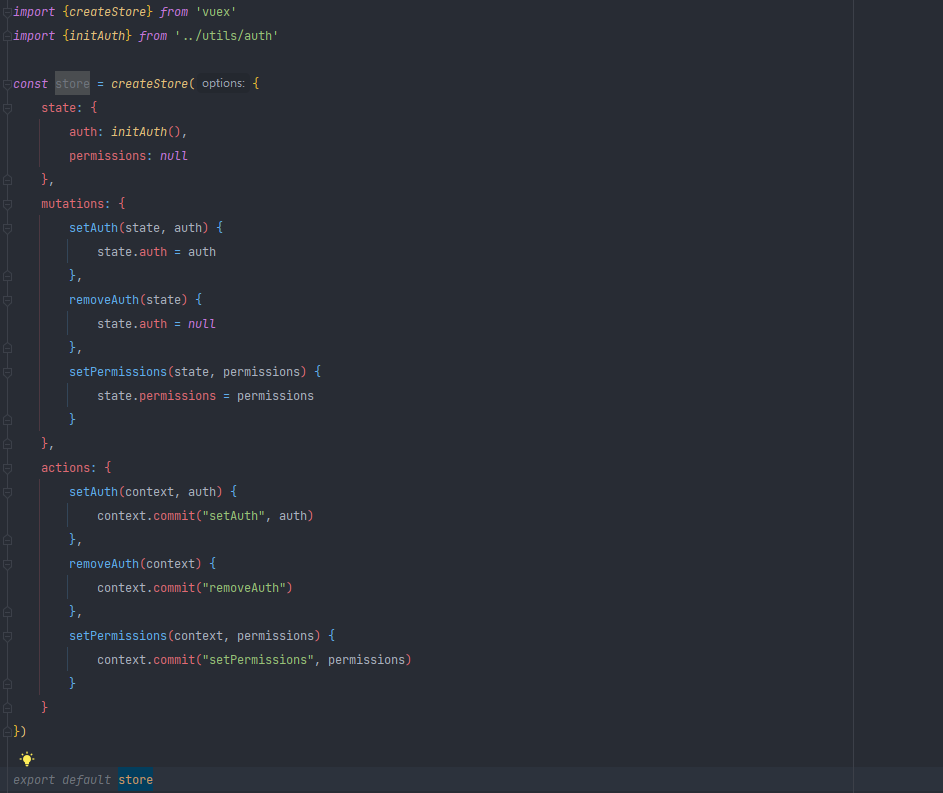 import {createStore} from 'vuex'
import {initAuth} from '../utils/auth'

const store = createStore( options: {
    state: {
        auth: initAuth(),
        permissions: null
    },
    mutations: {
        setAuth(state, auth) {
            state.auth = auth
        },
        removeAuth(state) {
            state.auth = null
        },
        setPermissions(state, permissions) {
            state.permissions = permissions
        }
    },
    actions: {
        setAuth(context, auth) {
            context.commit("setAuth", auth)
        },
        removeAuth(context) {
            context.commit("removeAuth")
        },
        setPermissions(context, permissions) {
            context.commit("setPermissions", permissions)
        }
    }
})

export default store